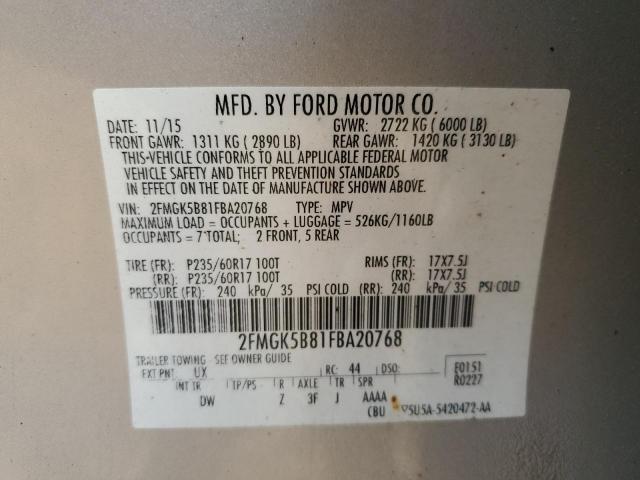 MFD. BY FORD MOTOR CO.
DATE: 11/15 GVWR: 2722 KG ( 6000 LB)
FRONT GAWR: 1311 KG ( 2890 LB) REAR GAWR: 1420 KG ( 3130 LB)
THIS-VEHICLE CONFORMS TO ALL APPLICABLE FEDERAL MOTOR
VEHICLE SAFETY AND THEFT PREVENTION STANDARDS
IN EFFECT ON THE DATE OF MANUFACTURE SHOWN ABOVE.
VIN: 2FMGK5B81FBA20768 TYPE: MPV
MAXIMUM LOAD = OCCUPANTS + LUGGAGE = 526KG/1160LB
OCCUPANTS = 7 TOTAL; 2 FRONT, 5 REAR
TIRE (FR): P235/60R17 100T RIMS (FR): 17X7.5J
(RR): P235/60R17 100T (RR): 17X7.5J
PRESSURE (FR): 240 kPa/ 35 PSI COLD (RR): 240 kPa/ 35 PSI COLD
2FMGK5B81FBA20768
TRAILER TOWING SEE OWNER GUIDE
EXT PNT: UX RC: 44 DSO: F0151
R0227
INT TR TP/PS R AXLE TR SPR
DW Z 3F J AAAA
CBU 5U5A-5420472-AA